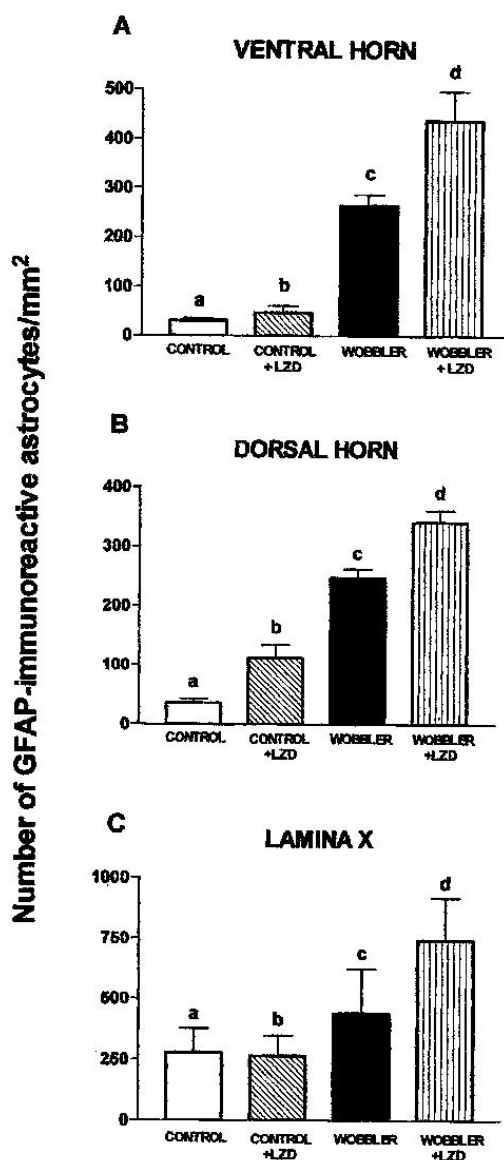 Number of GFAP-immunoreactive astrocytes/mm²
A
VENTRAL HORN
500
400
300
200
100
0
a
b
c
d
CONTROL
CONTROL
+ LZD
WOBBLER
WOBBLER
+ LZD
B
DORSAL HORN
400
300
200
100
0
a
b
c
d
CONTROL
CONTROL
+LZD
WOBBLER
WOBBLER
+LZD
C
LAMINA X
1000
750
500
250
0
a
b
c
d
CONTROL
CONTROL
+LZD
WOBBLER
WOBBLER
+LZD